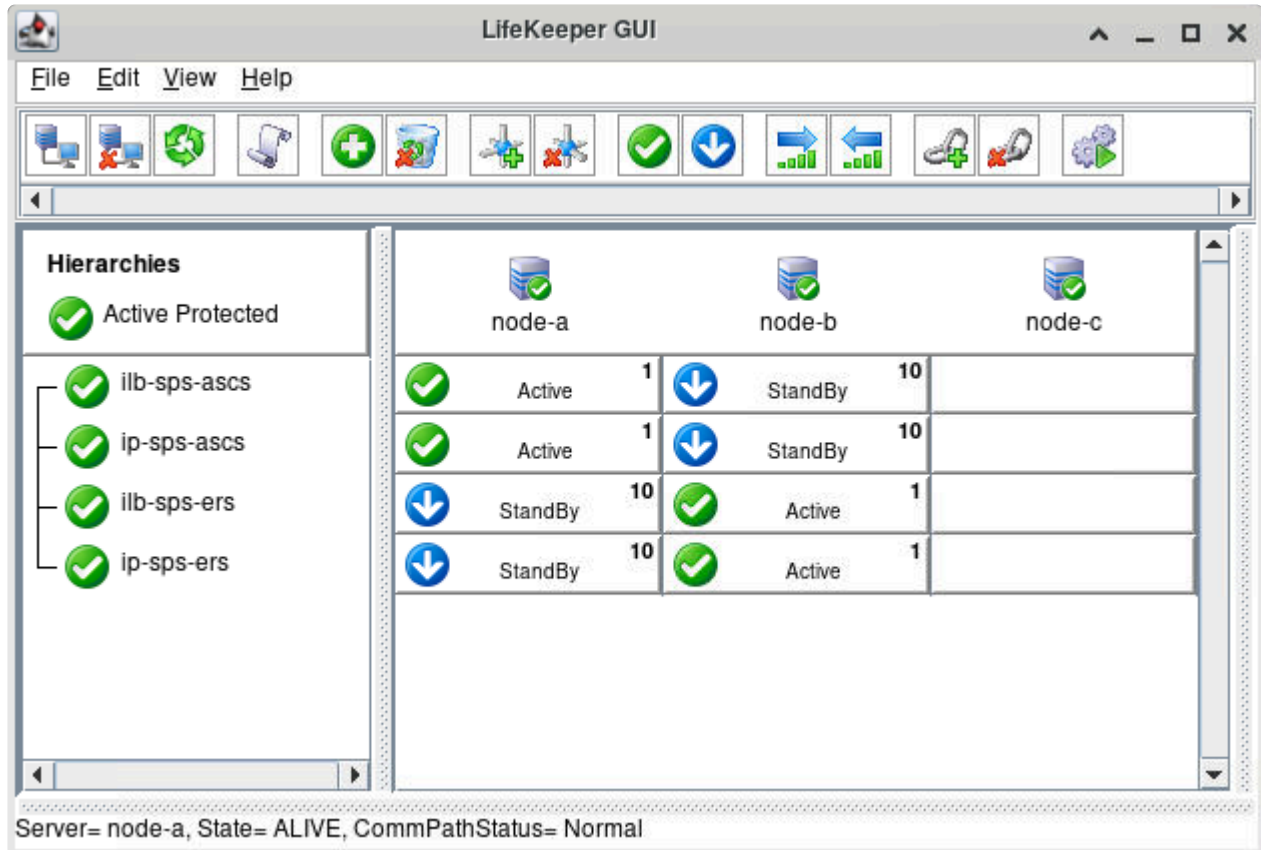 LifeKeeper GUI
File Edit View Help
Hierarchies
Active Protected
node-a node-b node-c
ilb-sps-ascs Active 1 StandBy 10
ip-sps-ascs Active 1 StandBy 10
ilb-sps-ers StandBy 10 Active 1
ip-sps-ers StandBy 10 Active 1
Server= node-a, State= ALIVE, CommPathStatus= Normal